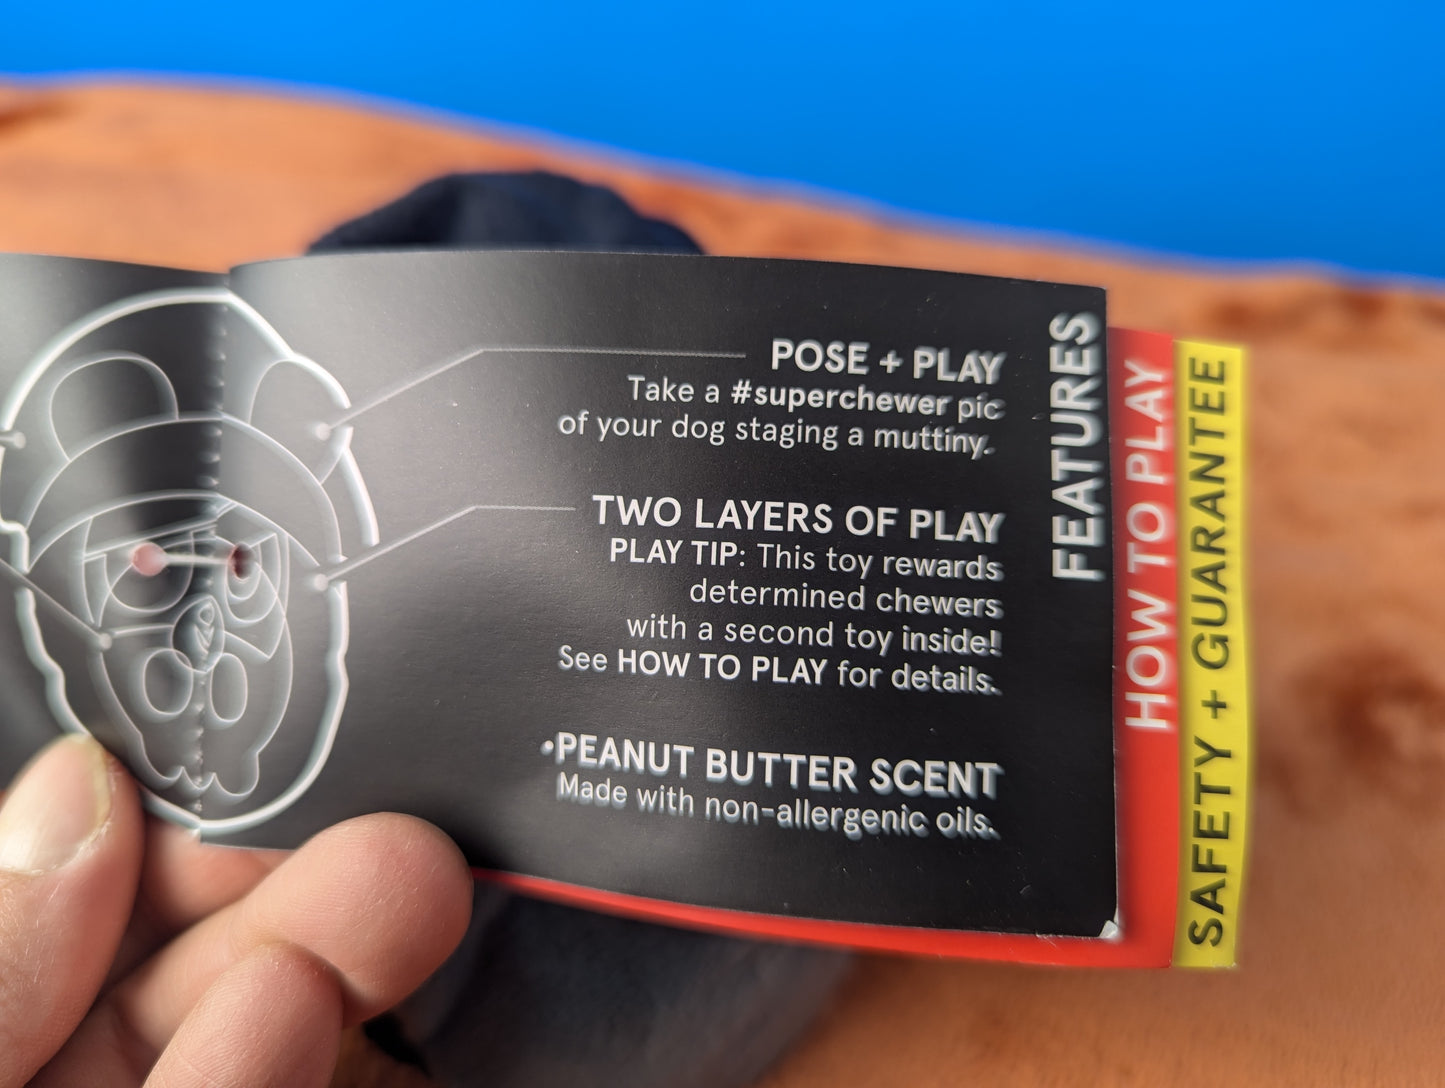 POSE + PLAY
Take a #superchewer pic
of your dog staging a muttiny.
TWO LAYERS OF PLAY
PLAY TIP: This toy rewards
determined chewers
with a second toy inside!
See HOW TO PLAY for details.
•PEANUT BUTTER SCENT
Made with non-allergenic oils.
FEATURES
HOW TO PLAY
SAFETY + GUARANTEE